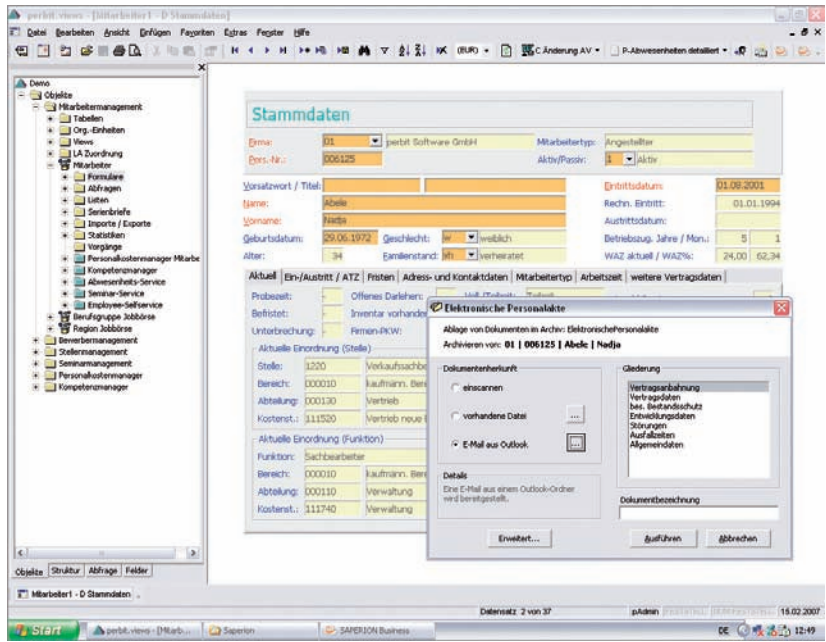 perbit.views - [Mitarbeiter1 - D Stammdaten]
Datei Bearbeiten Ansicht Einfügen Favoriten Extras Fenster Hilfe
(EUR) C Änderung AV P-Abwesenheiten detailliert
Demo
Objekte
Mitarbeitermanagement
Tabellen
Org.-Einheiten
Views
LA Zuordnung
Mitarbeiter
Formulare
Abfragen
Listen
Serienbriefe
Importe / Exporte
Statistiken
Vorgänge
Personalkostenmanager Mitarbe
Kompetenzmanager
Abwesenheits-Service
Seminar-Service
Employee-Selfservice
Berufsgruppe Jobbörse
Region Jobbörse
Bewerbermanagement
Stellenmanagement
Seminarmanagement
Personalkostenmanager
Kompetenzmanager
Objekte Struktur Abfrage Felder
Stammdaten
Firma: 01 perbit Software GmbH Mitarbeitertyp: Angestellter
Pers.-Nr.: 006125 Aktiv/Passiv: 1 Aktiv
Vorsatzwort / Titel: Eintrittsdatum: 01.08.2001
Name: Abele Rechn. Eintritt: 01.01.1994
Vorname: Nadja Austrittsdatum:
Geburtsdatum: 29.06.1972 Geschlecht: w weiblich Betriebszug. Jahre / Mon.: 5 1
Alter: 34 Familienstand: vh verheiratet WAZ aktuell / WAZ%: 24,00 62,34
Aktuell Ein-/Austritt / ATZ Fristen Adress- und Kontaktdaten Mitarbeitertyp Arbeitszeit weitere Vertragsdaten
Probezeit: - Offenes Darlehen:
Befristet: - Inventar vorhanden
Unterbrechung: - Firmen-PKW:
Aktuelle Einordnung (Stelle)
Stelle: 1220 Verkaufssachbe
Bereich: 000010 kaufmänn. Bere
Abteilung: 000130 Vertrieb
Kostenst.: 111520 Vertrieb neue
Aktuelle Einordnung (Funktion)
Funktion: Sachbearbeiter
Bereich: 000010 kaufmänn. Bere
Abteilung: 000110 Verwaltung
Kostenst.: 111740 Verwaltung
Elektronische Personalakte
Ablage von Dokumenten im Archiv: ElektronischePersonalakte
Archivieren von: 01 | 006125 | Abele | Nadja
Dokumentenherkunft
einscannen
vorhandene Datei ...
E-Mail aus Outlook ...
Details
Eine E-Mail aus einem Outlook-Ordner
wird bereitgestellt.
Gliederung
Vertragsanbahnung
Vertragsdaten
bes. Bestandsschutz
Entwicklungsdaten
Störungen
Ausfallzeiten
Allgemeindaten
Dokumentbezeichnung
Erweitert... Ausführen Abbrechen
Mitarbeiter1 - D Stammdaten
Datensatz 2 von 37 pAdmin 15.02.2007
Start perbit.views - [Mitarb... Saperion SAPERION Business DE 12:49